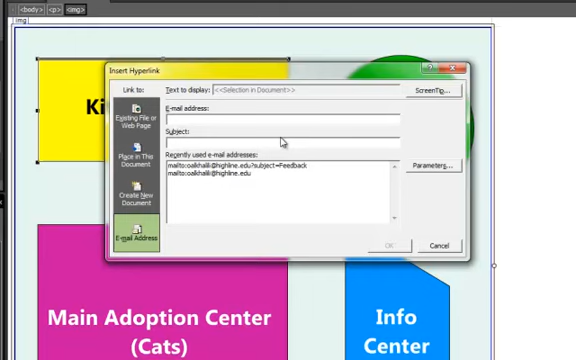 <body> <p> <img>
img
Insert Hyperlink
Link to:
Text to display: <<Selection in Document>>
ScreenTip...
Existing File or
Web Page
E-mail address:
Subject:
Place in This
Document
Recently used e-mail addresses:
mailto:oalkhalili@highline.edu?subject=Feedback
mailto:oalkhalili@highline.edu
Parameters...
Create New
Document
E-mail Address
OK
Cancel
Ki
Main Adoption Center
(Cats)
Info
Center